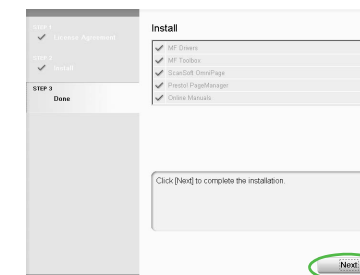 STEP 1
License Agreement
STEP 2
Install
STEP 3
Done
Install
MF Drivers
MF Toolbox
ScanSoft OmniPage
Presto! PageManager
Online Manuals
Click [Next] to complete the installation.
Next